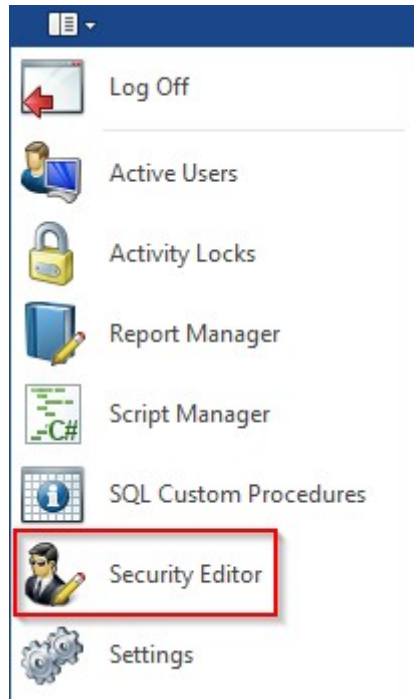 Log Off
Active Users
Activity Locks
Report Manager
Script Manager
C#
SQL Custom Procedures
Security Editor
Settings